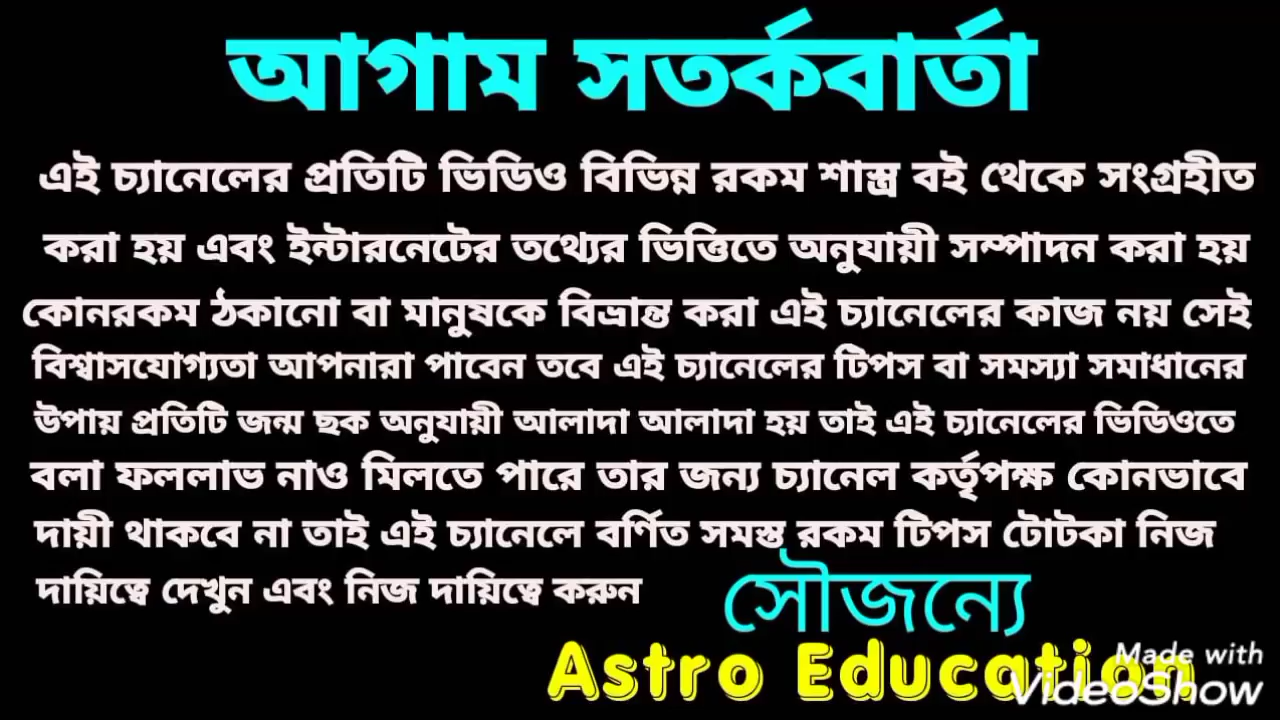 আগাম সতর্কবার্তা
এই চ্যানেলের প্রতিটি ভিডিও বিভিন্ন রকম শাস্ত্র বই থেকে সংগ্রহীত
করা হয় এবং ইন্টারনেটের তথ্যের ভিত্তিতে অনুযায়ী সম্পাদন করা হয়
কোনরকম ঠকানো বা মানুষকে বিভ্রান্ত করা এই চ্যানেলের কাজ নয় সেই
বিশ্বাসযোগ্যতা আপনারা পাবেন তবে এই চ্যানেলের টিপস বা সমস্যা সমাধানের
উপায় প্রতিটি জন্ম ছক অনুযায়ী আলাদা আলাদা হয় তাই এই চ্যানেলের ভিডিওতে
বলা ফললাভ নাও মিলতে পারে তার জন্য চ্যানেল কর্তৃপক্ষ কোনভাবে
দায়ী থাকবে না তাই এই চ্যানেলে বর্ণিত সমস্ত রকম টিপস টোটকা নিজ
দায়িত্বে দেখুন এবং নিজ দায়িত্বে করুন
সৌজন্যে
Astro Education
Made with
VideoShow